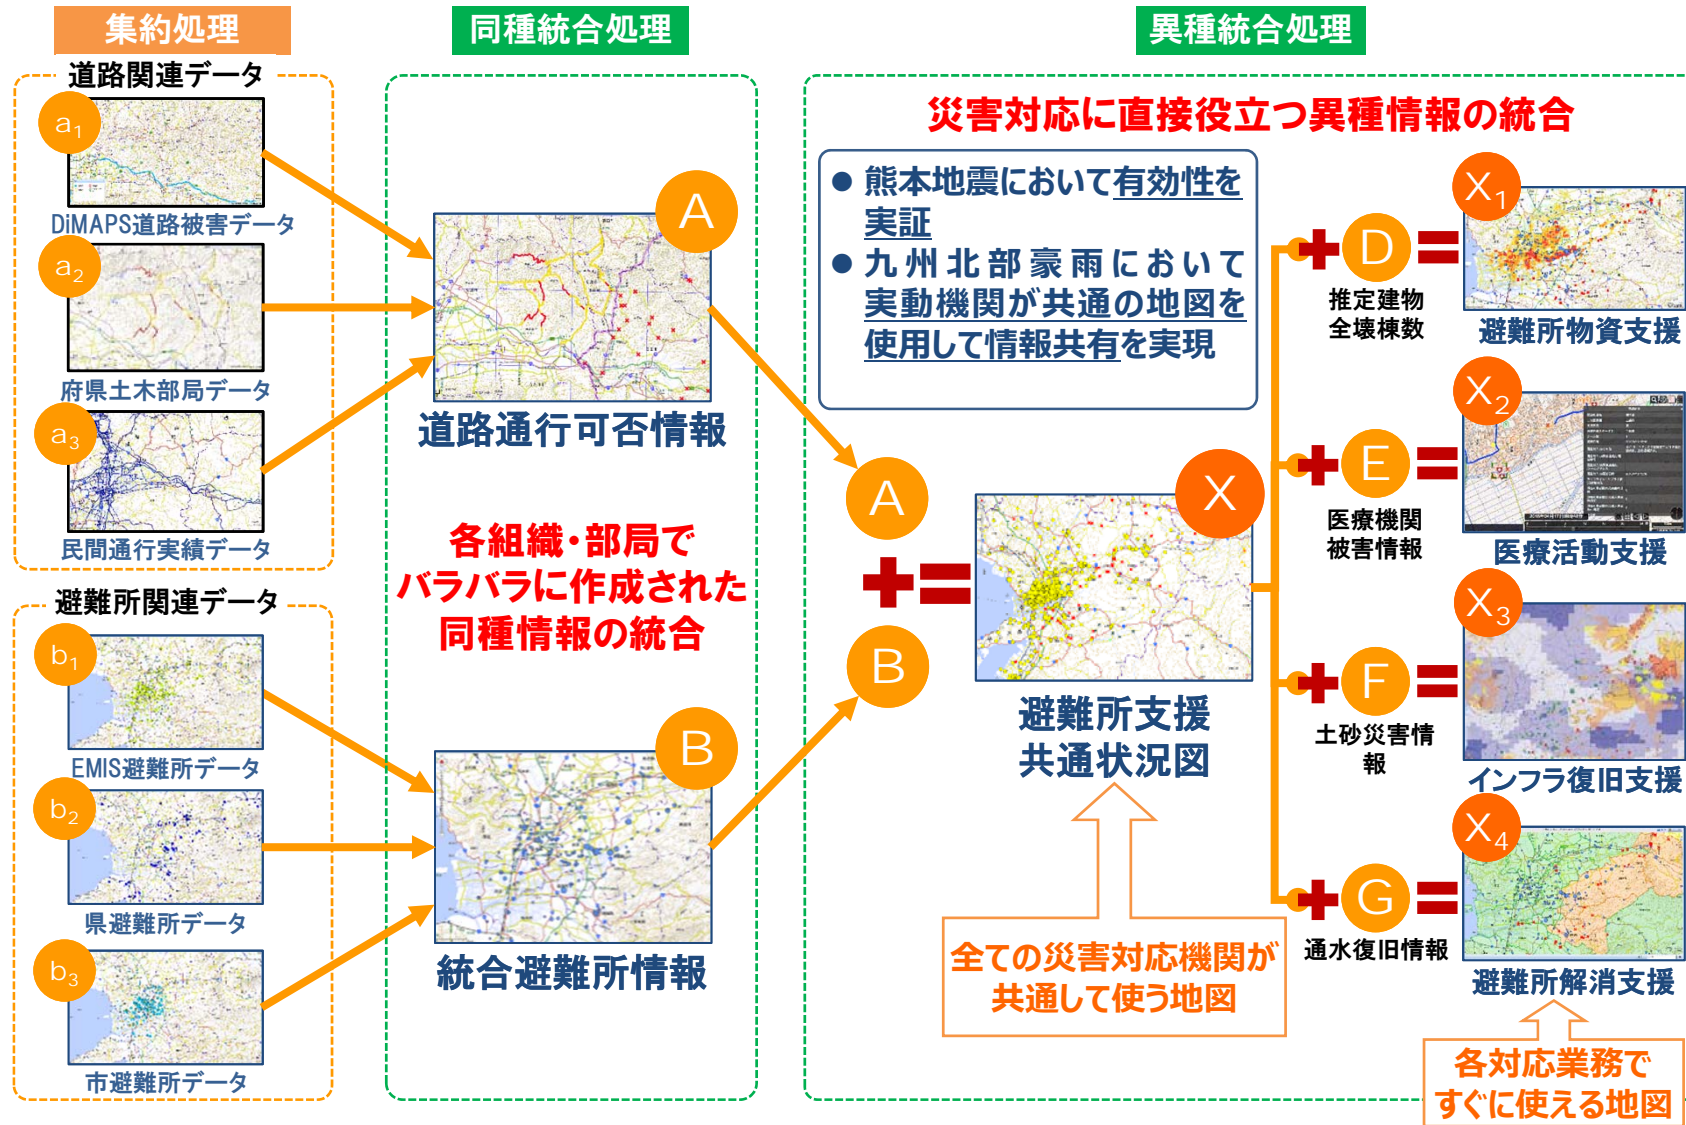 集約処理
同種統合処理
異種統合処理
道路関連データ
a1
DiMAPS道路被害データ
a2
府県土木部局データ
a3
民間通行実績データ
避難所関連データ
b1
EMIS避難所データ
b2
県避難所データ
b3
市避難所データ
A
道路通行可否情報
各組織・部局で
バラバラに作成された
同種情報の統合
B
統合避難所情報
災害対応に直接役立つ異種情報の統合
● 熊本地震において有効性を
実証
● 九州北部豪雨において
実動機関が共通の地図を
使用して情報共有を実現
A
+
=
B
X
避難所支援
共通状況図
全ての災害対応機関が
共通して使う地図
+ D =
推定建物
全壊棟数
X1
避難所物資支援
+ E =
医療機関
被害情報
X2
医療活動支援
+ F =
土砂災害情
報
X3
インフラ復旧支援
+ G =
通水復旧情報
X4
避難所解消支援
各対応業務で
すぐに使える地図